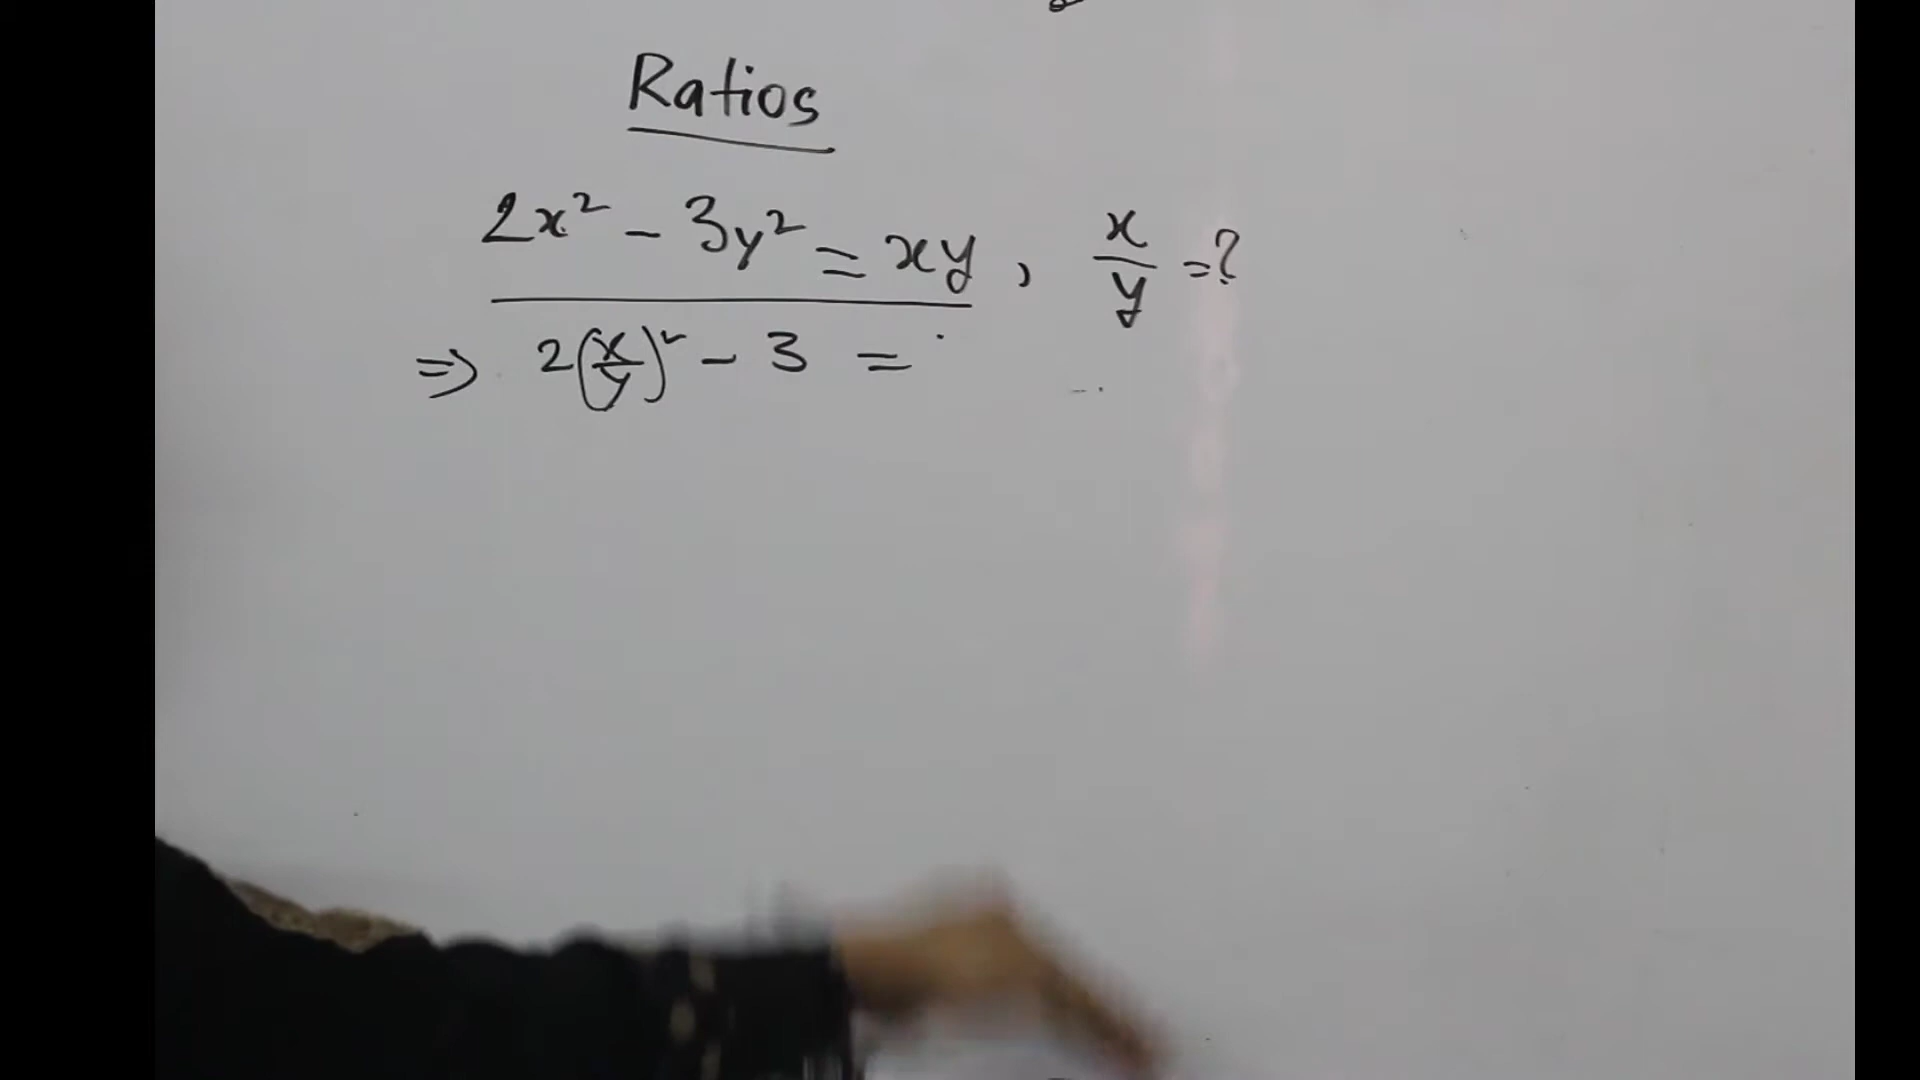 Ratios
2x² - 3y² = xy , x/y = ?
⇒ 2(x/y)² - 3 =